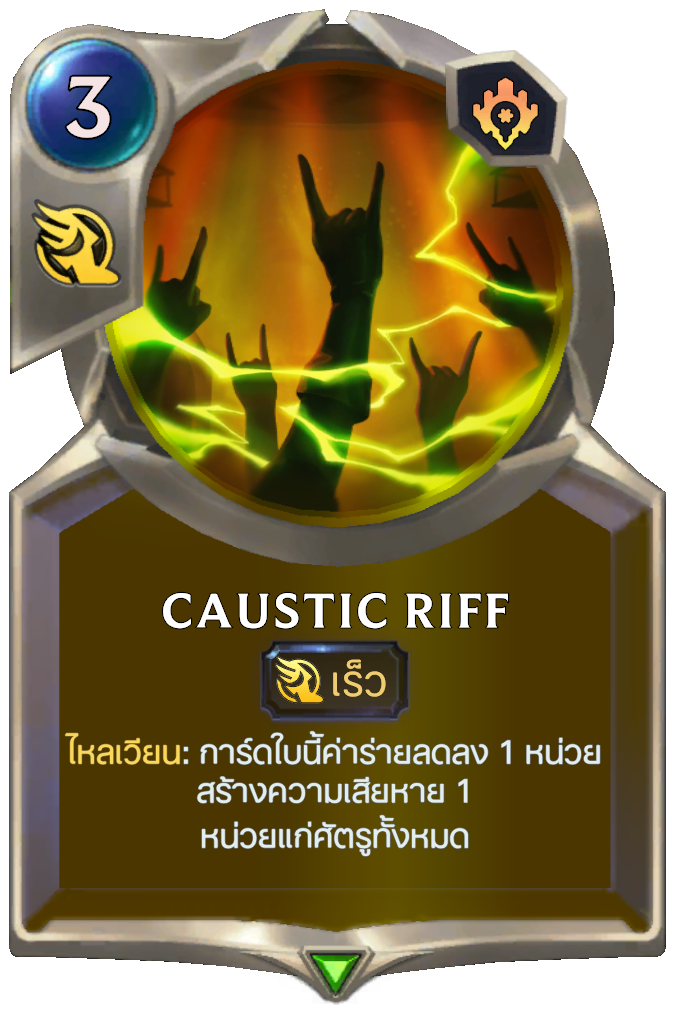 3
CAUSTIC RIFF
เร็ว
ไหลเวียน: การ์ดใบนี้ค่าร่ายลดลง 1 หน่วย
สร้างความเสียหาย 1
หน่วยแก่ศัตรูทั้งหมด